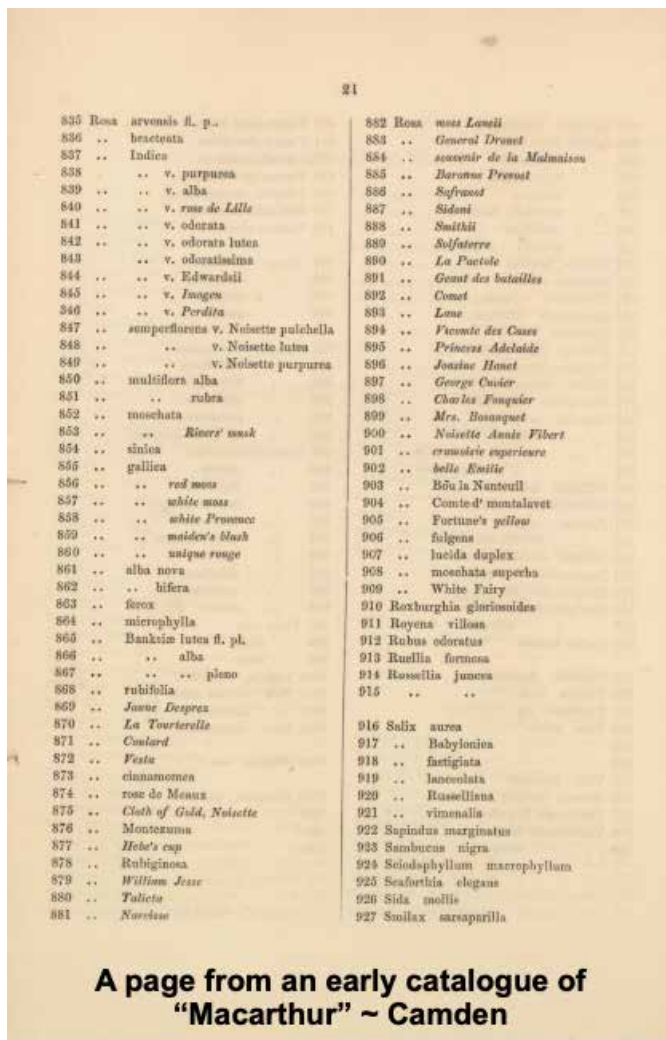 21
835 Rosa arvensis fl. p..
836 .. bracteata
837 .. Indica
838 .. v. purpurea
839 .. .. v. alba
840 .. v. rose de Lille
841 .. .. v. odorata
842 .. .. v. odorata lutea
843 .. v. odoratissima
844 .. .. v. Edwardsii
845 .. .. v. Imogen
346 .. .. v. Perdita
847 .. semperflorens v. Noisette pulchella
848 .. .. v. Noisette lutea
849 .. .. v. Noisette purpurea
850 .. multiflora alba
851 .. .. rubra
852 .. moschata
853 .. .. Rivers' musk
854 .. sinica
855 .. gallica
856 .. .. red moss
857 .. .. white moss
858 .. .. white Provence
859 .. .. maiden's blush
860 .. .. unique rouge
861 .. alba nova
862 .. .. bifera
863 .. ferox
864 .. microphylla
865 .. Banksiæ lutea fl. pl.
866 .. .. alba
867 .. .. .. pleno
868 .. rubifolia
869 .. Jaune Desprez
870 .. La Tourterelle
871 .. Coulard
872 .. Vesta
873 .. cinnamomea
874 .. rose de Meaux
875 .. Cloth of Gold, Noisette
876 .. Montezuma
877 .. Hebe's cup
878 .. Rubiginosa
879 .. William Jesse
880 .. Talicta
881 .. Narcisse
882 Rosa moss Laneli
883 .. General Drouet
884 .. souvenir de la Malmaison
885 .. Baronne Prevost
886 .. Safranot
887 .. Sidoni
888 .. Smithii
889 .. Solfaterre
890 .. La Pactole
891 .. Geant des batailles
892 .. Comet
893 .. Lane
894 .. Vicomte des Cases
895 .. Princess Adelaide
896 .. Jonsine Hanet
897 .. George Cuvier
898 .. Charles Fouquier
899 .. Mrs. Bosanquet
900 .. Noisette Annie Vibert
901 .. cramoisie superieure
902 .. belle Emilie
903 .. Bõu la Nanteuil
904 .. Comte d' montalavet
905 .. Fortune's yellow
906 .. fulgens
907 .. lucida duplex
908 .. moschata superba
909 .. White Fairy
910 Roxburghia gloriosoides
911 Royena villosa
912 Rubus odoratus
913 Ruellia formosa
914 Russellia juncea
915 .. ..
916 Salix aurea
917 .. Babylonica
918 .. fastigiata
919 .. lanceolata
920 .. Russelliana
921 .. vimenalis
922 Sapindus marginatus
923 Sambucus nigra
924 Sciodaphyllum macrophyllum
925 Seaforthia elegans
926 Sida mollis
927 Smilax sarsaparilla
A page from an early catalogue of
“Macarthur” ~ Camden